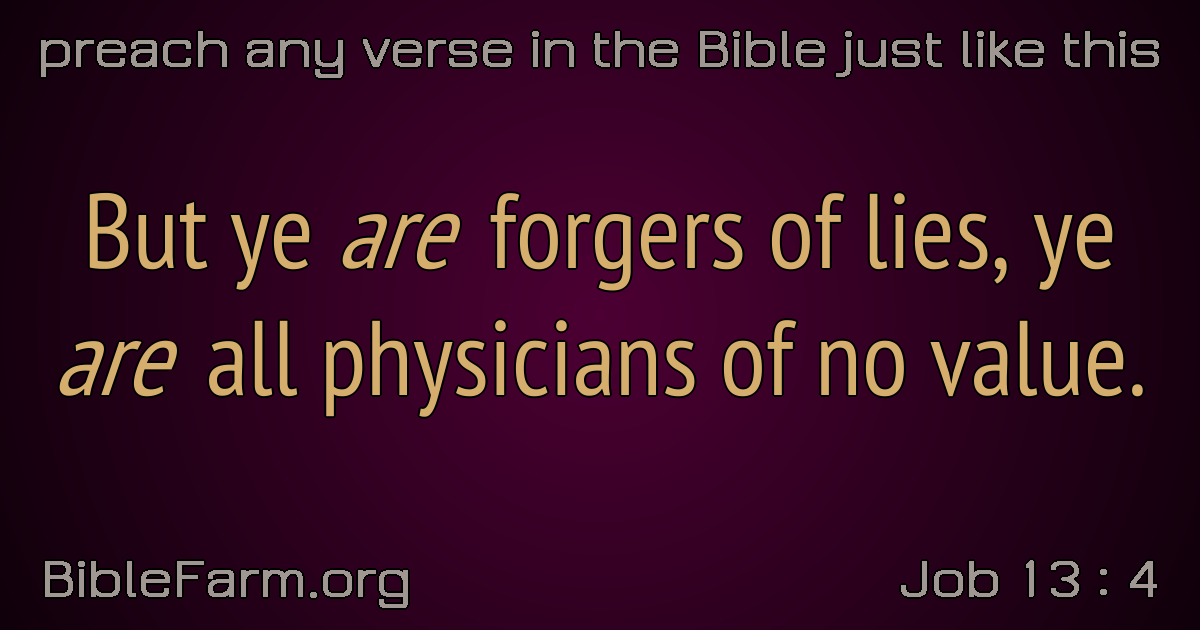 preach any verse in the Bible just like this
But ye are forgers of lies, ye
are all physicians of no value.
BibleFarm.org
Job 13 : 4